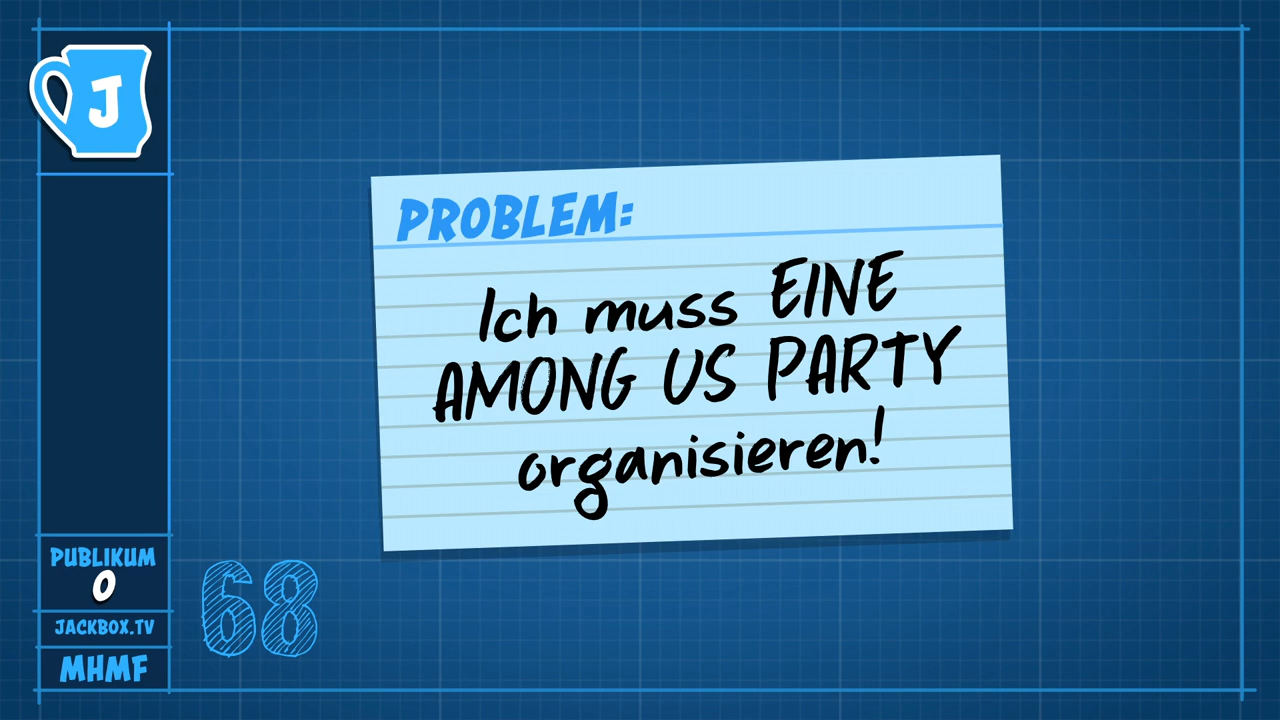 J
PROBLEM:
Ich muss EINE
AMONG US PARTY
organisieren!
PUBLIKUM
0
JACKBOX.TV
MHMF
68